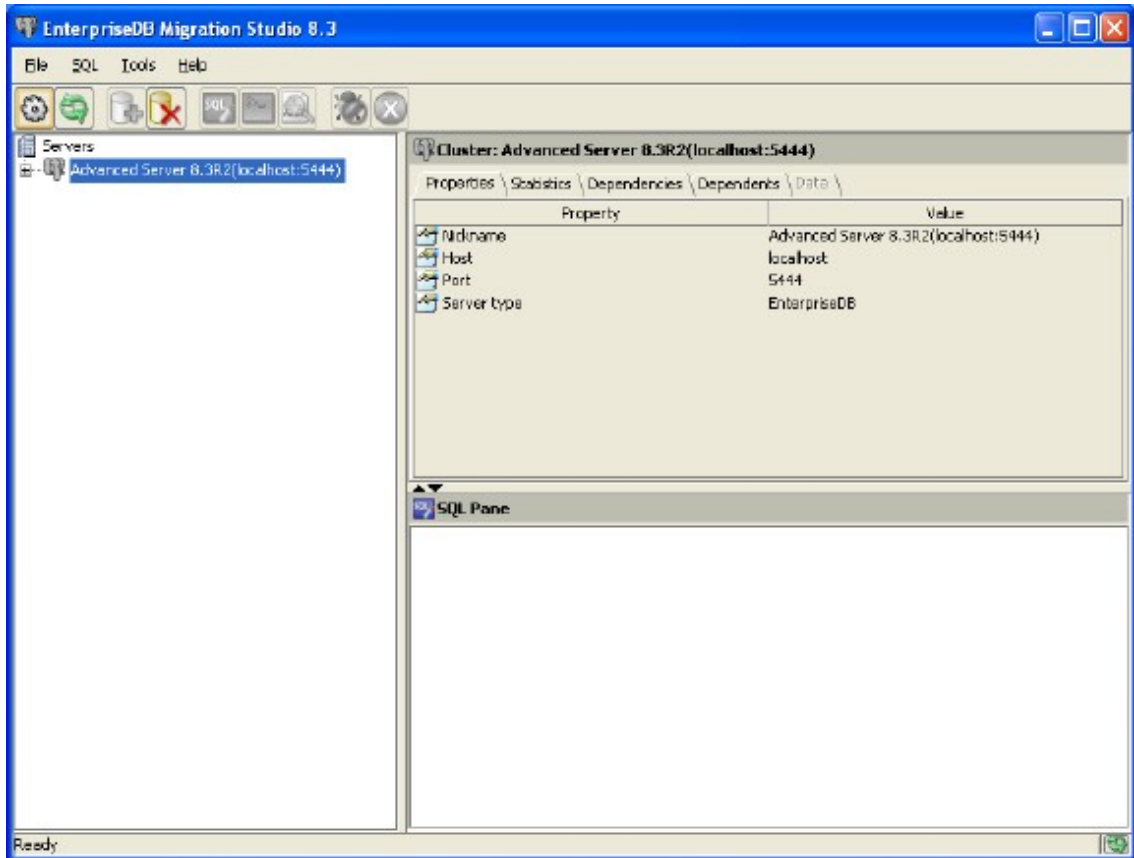 EnterpriseDB Migration Studio 8.3
File SQL Tools Help
Servers
Advanced Server 8.3R2(localhost:5444)
Cluster: Advanced Server 8.3R2(localhost:5444)
Properties Statistics Dependencies Dependents Data
Property Value
Nickname Advanced Server 8.3R2(localhost:5444)
Host localhost
Port 5444
Server type EnterpriseDB
SQL Pane
Ready